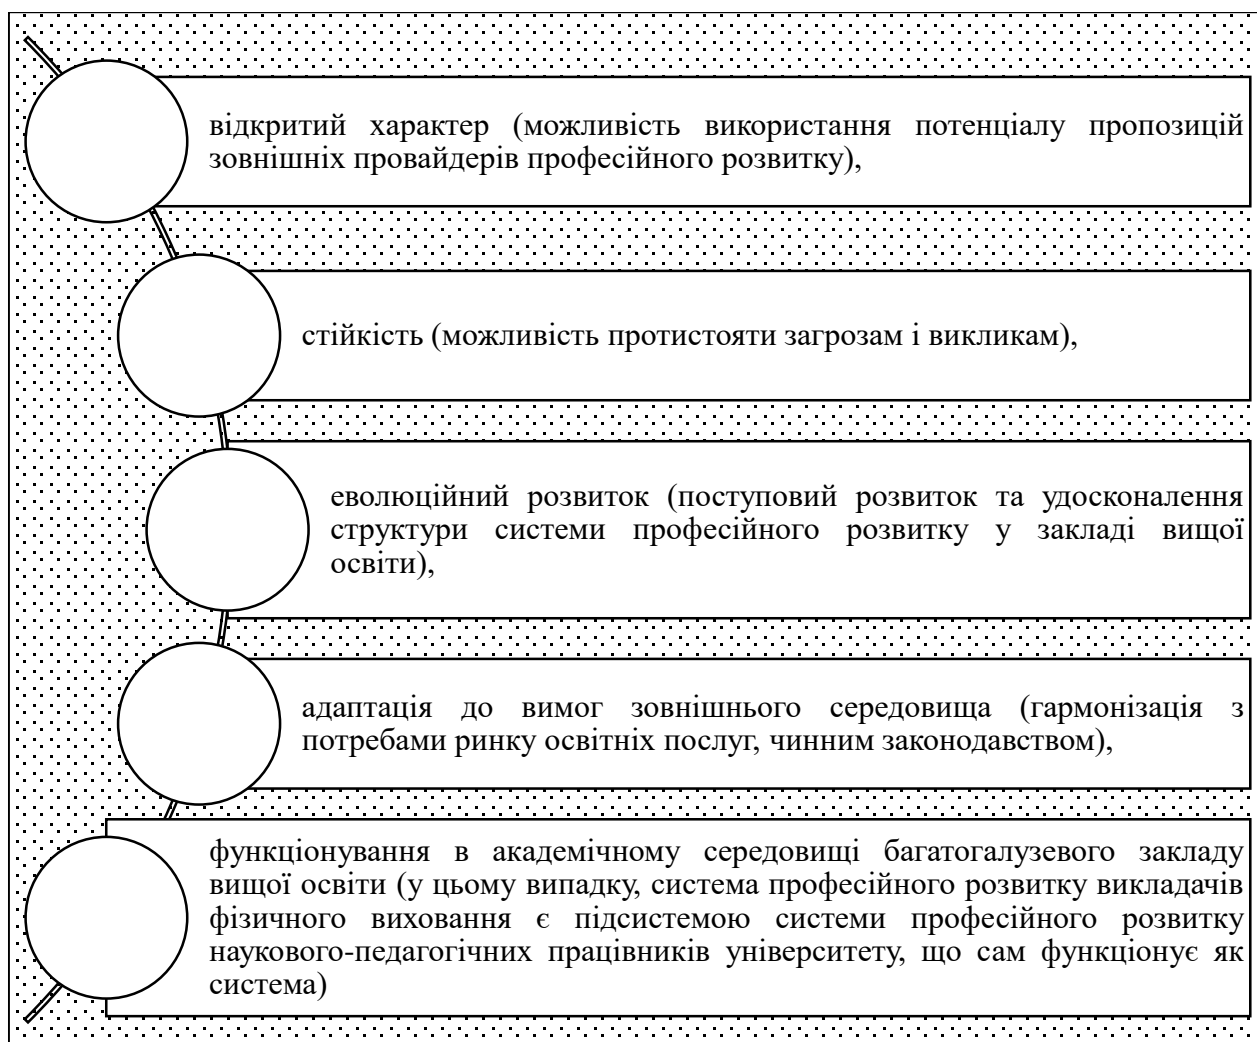 відкритий характер (можливість використання потенціалу пропозицій
зовнішніх провайдерів професійного розвитку),
стійкість (можливість протистояти загрозам і викликам),
еволюційний розвиток (поступовий розвиток та удосконалення
структури системи професійного розвитку у закладі вищої
освіти),
адаптація до вимог зовнішнього середовища (гармонізація з
потребами ринку освітніх послуг, чинним законодавством),
функціонування в академічному середовищі багатогалузевого закладу
вищої освіти (у цьому випадку, система професійного розвитку викладачів
фізичного виховання є підсистемою системи професійного розвитку
наукового-педагогічних працівників університету, що сам функціонує як
система)